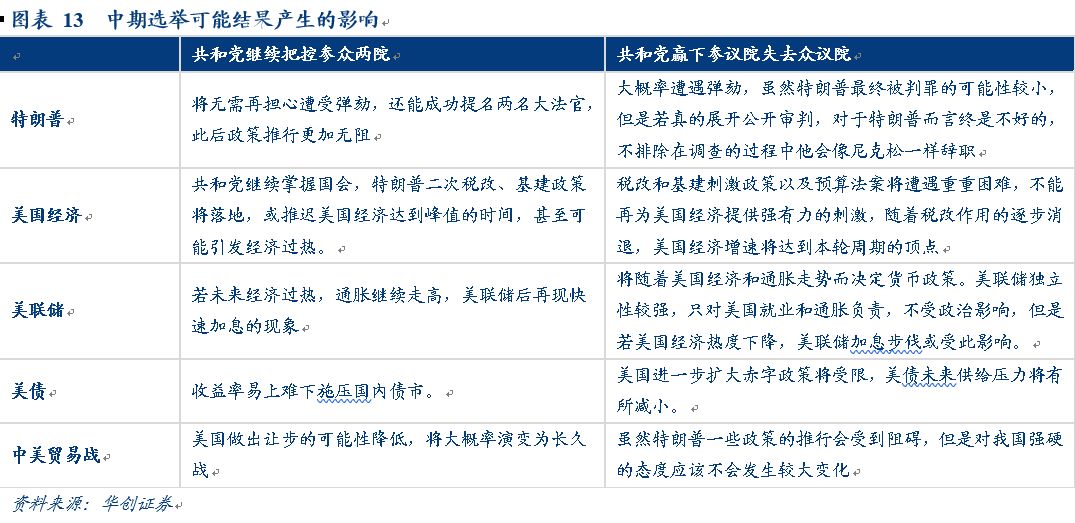 图表 13 中期选举可能结果产生的影响
共和党继续把控参众两院
共和党赢下参议院失去众议院
特朗普
将无需再担心遭受弹劾，还能成功提名两名大法官，
此后政策推行更加无阻
大概率遭遇弹劾，虽然特朗普最终被判罪的可能性较小，
但是若真的展开公开审判，对于特朗普而言终是不好的，
不排除在调查的过程中他会像尼克松一样辞职
美国经济
共和党继续掌握国会，特朗普二次税改、基建政策
将落地，或推迟美国经济达到峰值的时间，甚至可
能引发经济过热。
税改和基建刺激政策以及预算法案将遭遇重重困难，不能
再为美国经济提供强有力的刺激，随着税改作用的逐步消
退，美国经济增速将达到本轮周期的顶点
美联储
若未来经济过热，通胀继续走高，美联储后再现快
速加息的现象
将随着美国经济和通胀走势而决定货币政策。美联储独立
性较强，只对美国就业和通胀负责，不受政治影响，但是
若美国经济热度下降，美联储加息步伐或受此影响。
美债
收益率易上难下施压国内债市。
美国进一步扩大赤字政策将受限，美债未来供给压力将有
所减小。
中美贸易战
美国做出让步的可能性降低，将大概率演变为长久
战
虽然特朗普一些政策的推行会受到阻碍，但是对我国强硬
的态度应该不会发生较大变化
资料来源：华创证券